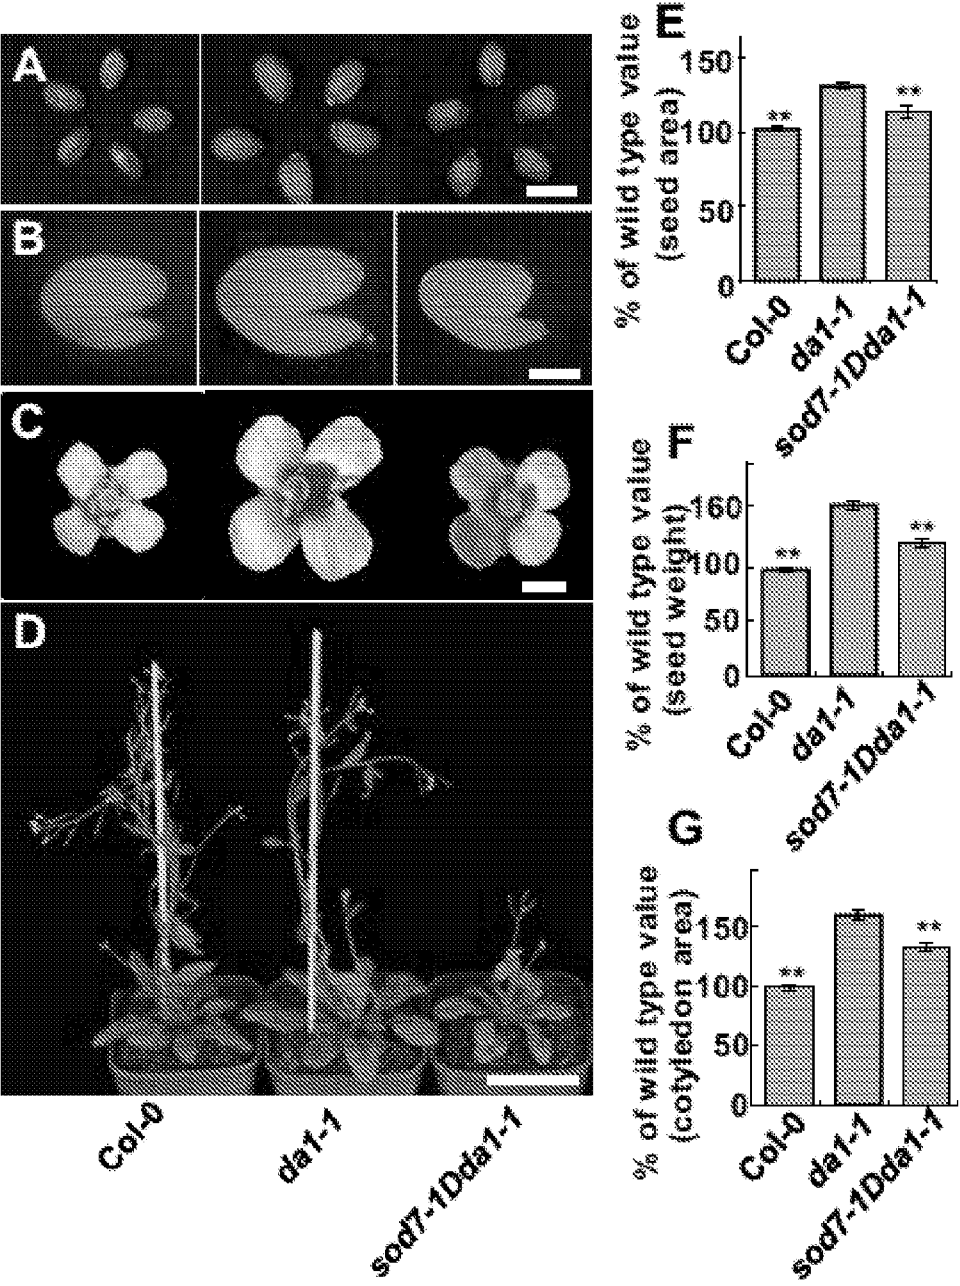 A
B
C
D
Col-0
da1-1
sod7-1Dda1-1
E
% of wild type value
(seed area)
150
100
50
0
**
**
Col-0
da1-1
sod7-1Dda1-1
F
% of wild type value
(seed weight)
160
100
50
0
**
**
Col-0
da1-1
sod7-1Dda1-1
G
% of wild type value
(cotyledon area)
150
100
50
0
**
**
Col-0
da1-1
sod7-1Dda1-1